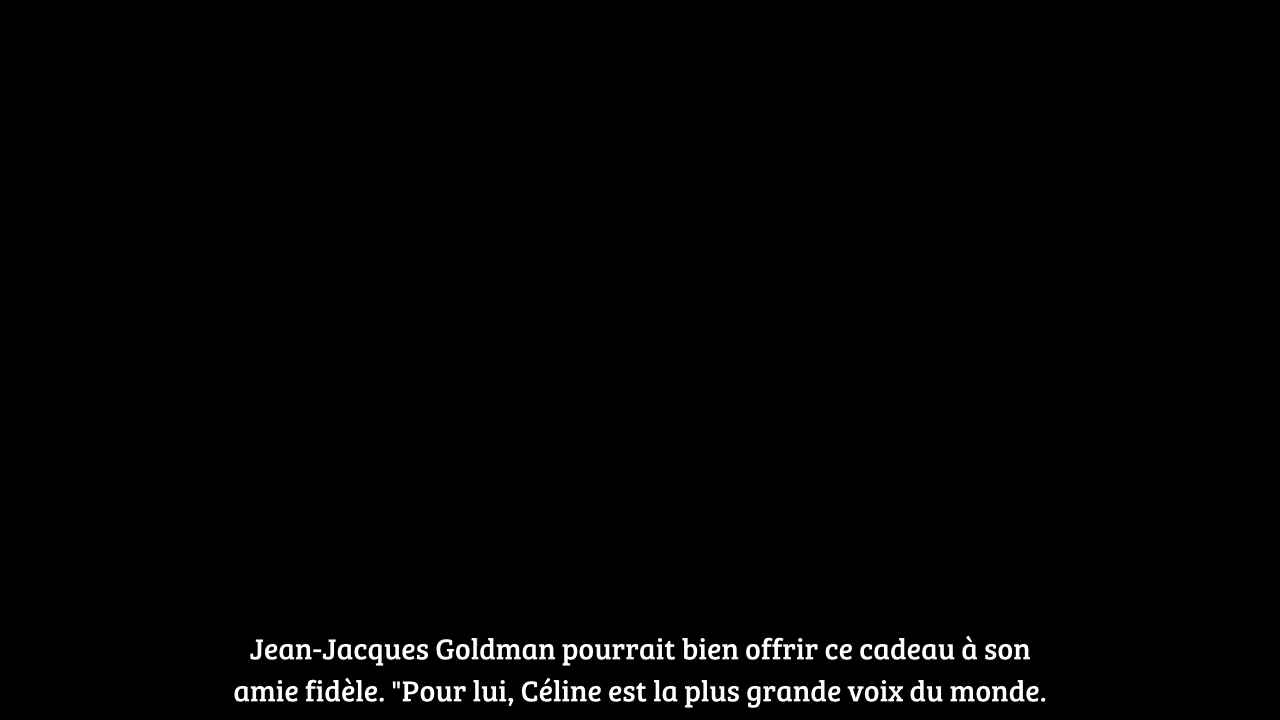 Jean-Jacques Goldman pourrait bien offrir ce cadeau à son
amie fidèle. "Pour lui, Céline est la plus grande voix du monde.